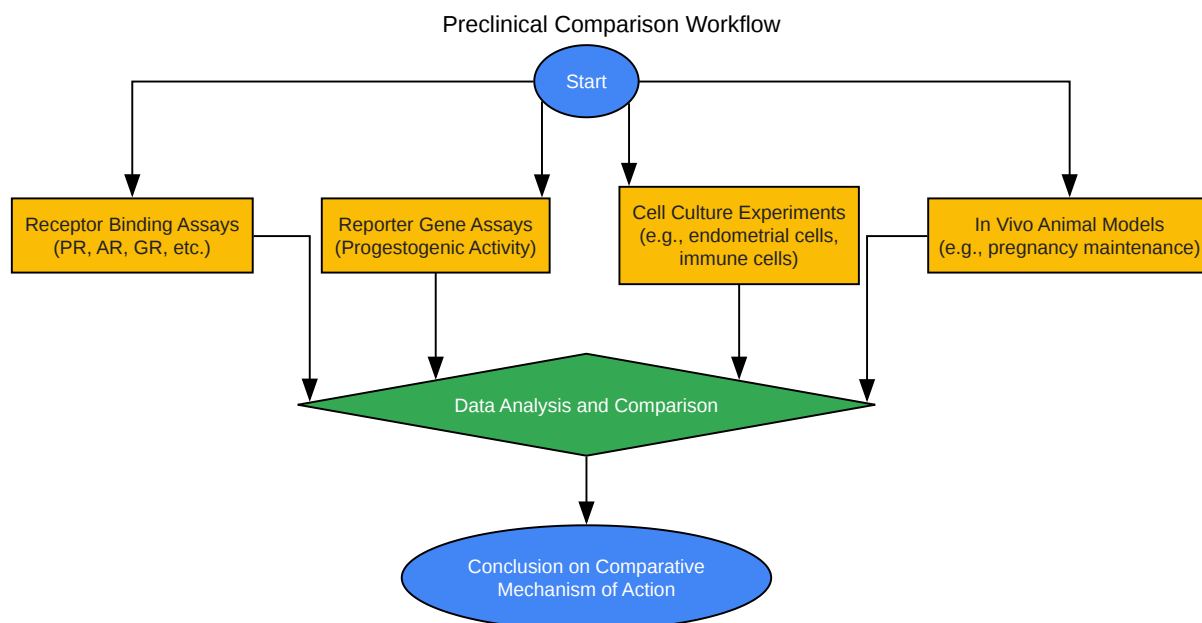 Preclinical Comparison Workflow
Start
Receptor Binding Assays
(PR, AR, GR, etc.)
Reporter Gene Assays
(Progestogenic Activity)
Cell Culture Experiments
(e.g., endometrial cells,
immune cells)
In Vivo Animal Models
(e.g., pregnancy maintenance)
Data Analysis and Comparison
Conclusion on Comparative
Mechanism of Action